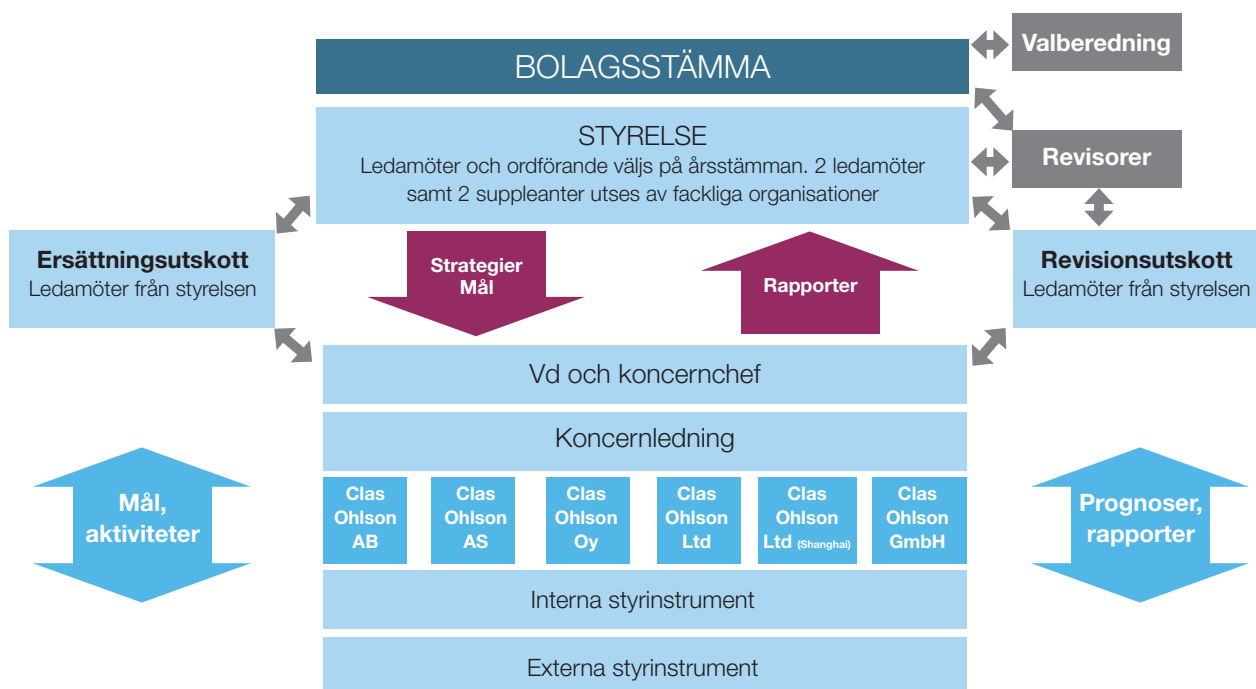 Valberedning
BOLAGSSTÄMMA
STYRELSE
Ledamöter och ordförande väljs på årsstämman. 2 ledamöter
samt 2 suppleanter utses av fackliga organisationer
Revisorer
Ersättningsutskott
Ledamöter från styrelsen
Strategier
Mål
Rapporter
Revisionsutskott
Ledamöter från styrelsen
Vd och koncernchef
Koncernledning
Mål,
aktiviteter
Clas
Ohlson
AB
Clas
Ohlson
AS
Clas
Ohlson
Oy
Clas
Ohlson
Ltd
Clas
Ohlson
Ltd (Shanghai)
Clas
Ohlson
GmbH
Prognoser,
rapporter
Interna styrinstrument
Externa styrinstrument